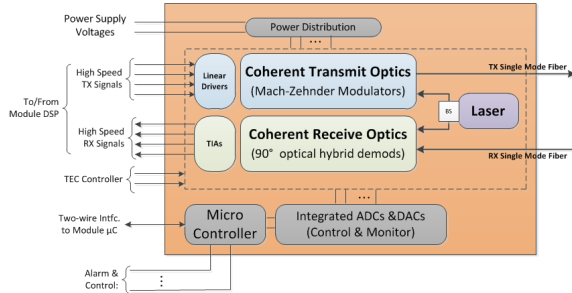 Power Supply
Voltages
Power Distribution
...
To/From
Module DSP
High Speed
TX Signals
Linear
Drivers
Coherent Transmit Optics
(Mach-Zehnder Modulators)
TX Single Mode Fiber
BS
Laser
High Speed
RX Signals
TIAs
Coherent Receive Optics
(90° optical hybrid demods)
RX Single Mode Fiber
TEC Controller
...
Two-wire Intfc.
to Module µC
Micro
Controller
Integrated ADCs &DACs
(Control & Monitor)
Alarm &
Control: